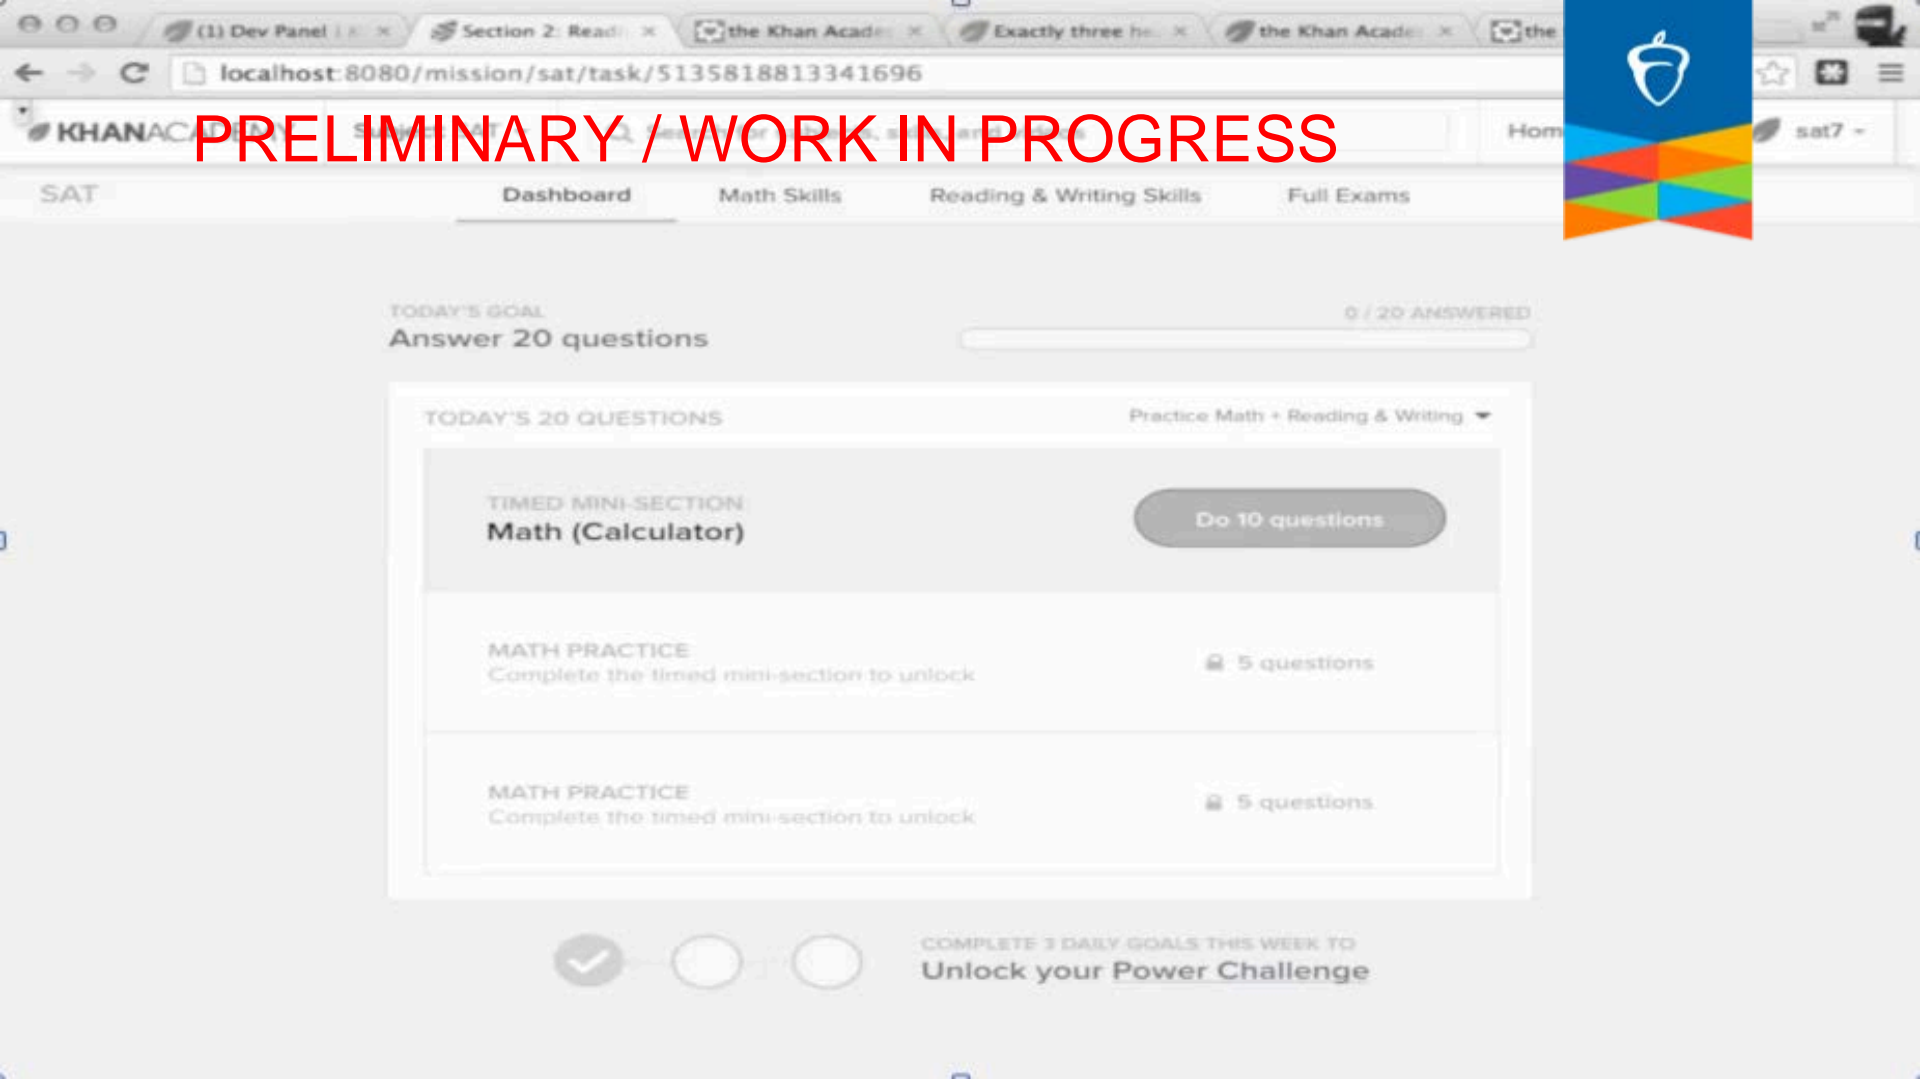 (1) Dev Panel
Section 2: Readi
the Khan Acade
Exactly three he
the Khan Acade
the
localhost:8080/mission/sat/task/5135818813341696
KHANACADEMY
PRELIMINARY / WORK IN PROGRESS
Hom
sat7
SAT
Dashboard
Math Skills
Reading & Writing Skills
Full Exams
TODAY'S GOAL
0 / 20 ANSWERED
Answer 20 questions
TODAY'S 20 QUESTIONS
Practice Math + Reading & Writing
TIMED MINI-SECTION
Math (Calculator)
Do 10 questions
MATH PRACTICE
Complete the timed mini-section to unlock
5 questions
MATH PRACTICE
Complete the timed mini-section to unlock
5 questions
COMPLETE 3 DAILY GOALS THIS WEEK TO
Unlock your Power Challenge